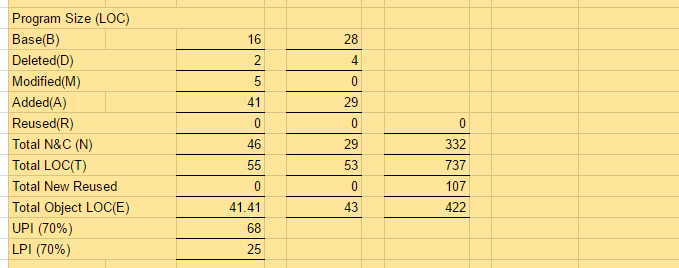 Program Size (LOC)
Base(B) 16 28
Deleted(D) 2 4
Modified(M) 5 0
Added(A) 41 29
Reused(R) 0 0 0
Total N&C (N) 46 29 332
Total LOC(T) 55 53 737
Total New Reused 0 0 107
Total Object LOC(E) 41.41 43 422
UPI (70%) 68
LPI (70%) 25